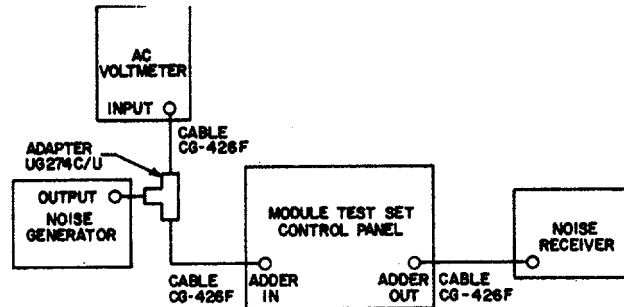 AC
VOLTMETER
INPUT
CABLE
CG-426F
ADAPTER
UG274C/U
OUTPUT
NOISE
GENERATOR
MODULE TEST SET
CONTROL PANEL
NOISE
RECEIVER
CABLE
CG-426F
ADDER
IN
ADDER
OUT
CABLE
CG-426F